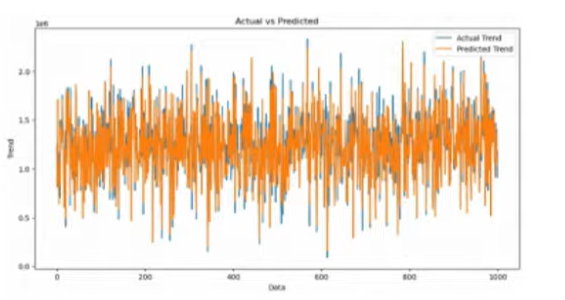 Actual vs Predicted
1e6
Actual Trend
Predicted Trend
2.0
1.5
1.0
0.5
0.0
Trend
0 200 400 600 800 1000
Data